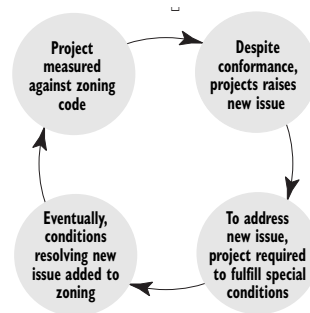 Project
measured
against zoning
code
Despite
conformance,
projects raises
new issue
To address
new issue,
project required
to fulfill special
conditions
Eventually,
conditions
resolving new
issue added to
zoning